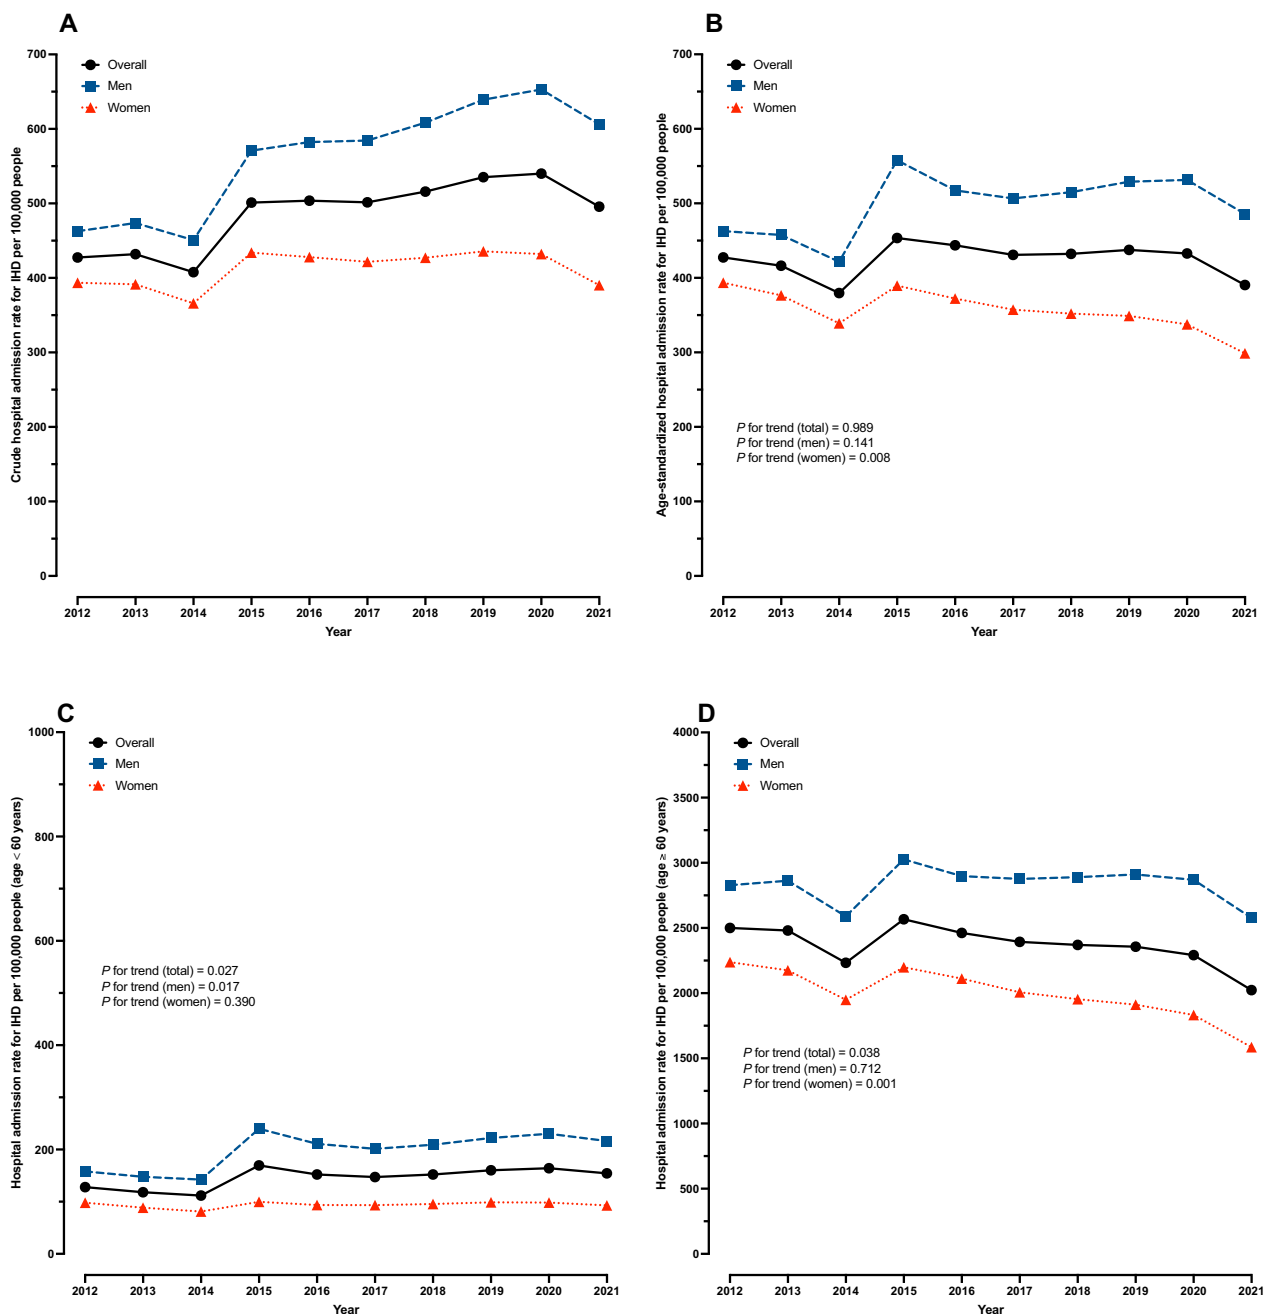 A
Crude hospital admission rate for IHD per 100,000 people
700
600
500
400
300
200
100
0
Overall
Men
Women
2012 2013 2014 2015 2016 2017 2018 2019 2020 2021
Year
B
Age-standardized hospital admission rate for IHD per 100,000 people
700
600
500
400
300
200
100
0
Overall
Men
Women
P for trend (total) = 0.989
P for trend (men) = 0.141
P for trend (women) = 0.008
2012 2013 2014 2015 2016 2017 2018 2019 2020 2021
Year
C
Hospital admission rate for IHD per 100,000 people (age < 60 years)
1000
800
600
400
200
0
Overall
Men
Women
P for trend (total) = 0.027
P for trend (men) = 0.017
P for trend (women) = 0.390
2012 2013 2014 2015 2016 2017 2018 2019 2020 2021
Year
D
Hospital admission rate for IHD per 100,000 people (age ≥ 60 years)
4000
3500
3000
2500
2000
1500
1000
500
0
Overall
Men
Women
P for trend (total) = 0.038
P for trend (men) = 0.712
P for trend (women) = 0.001
2012 2013 2014 2015 2016 2017 2018 2019 2020 2021
Year